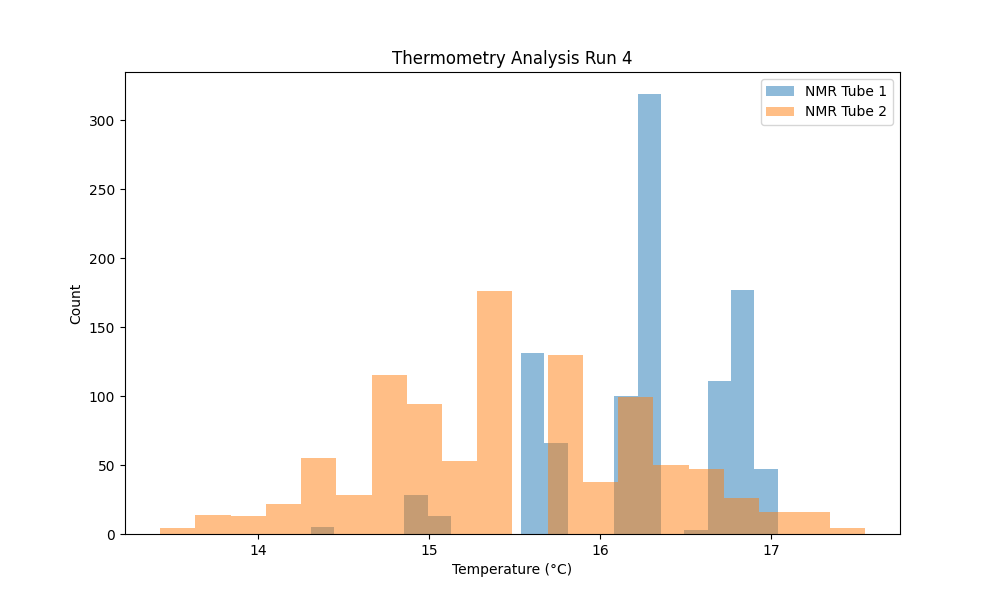 Thermometry Analysis Run 4
NMR Tube 1
NMR Tube 2
300
250
200
150
100
50
0
Count
14
15
16
17
Temperature (°C)